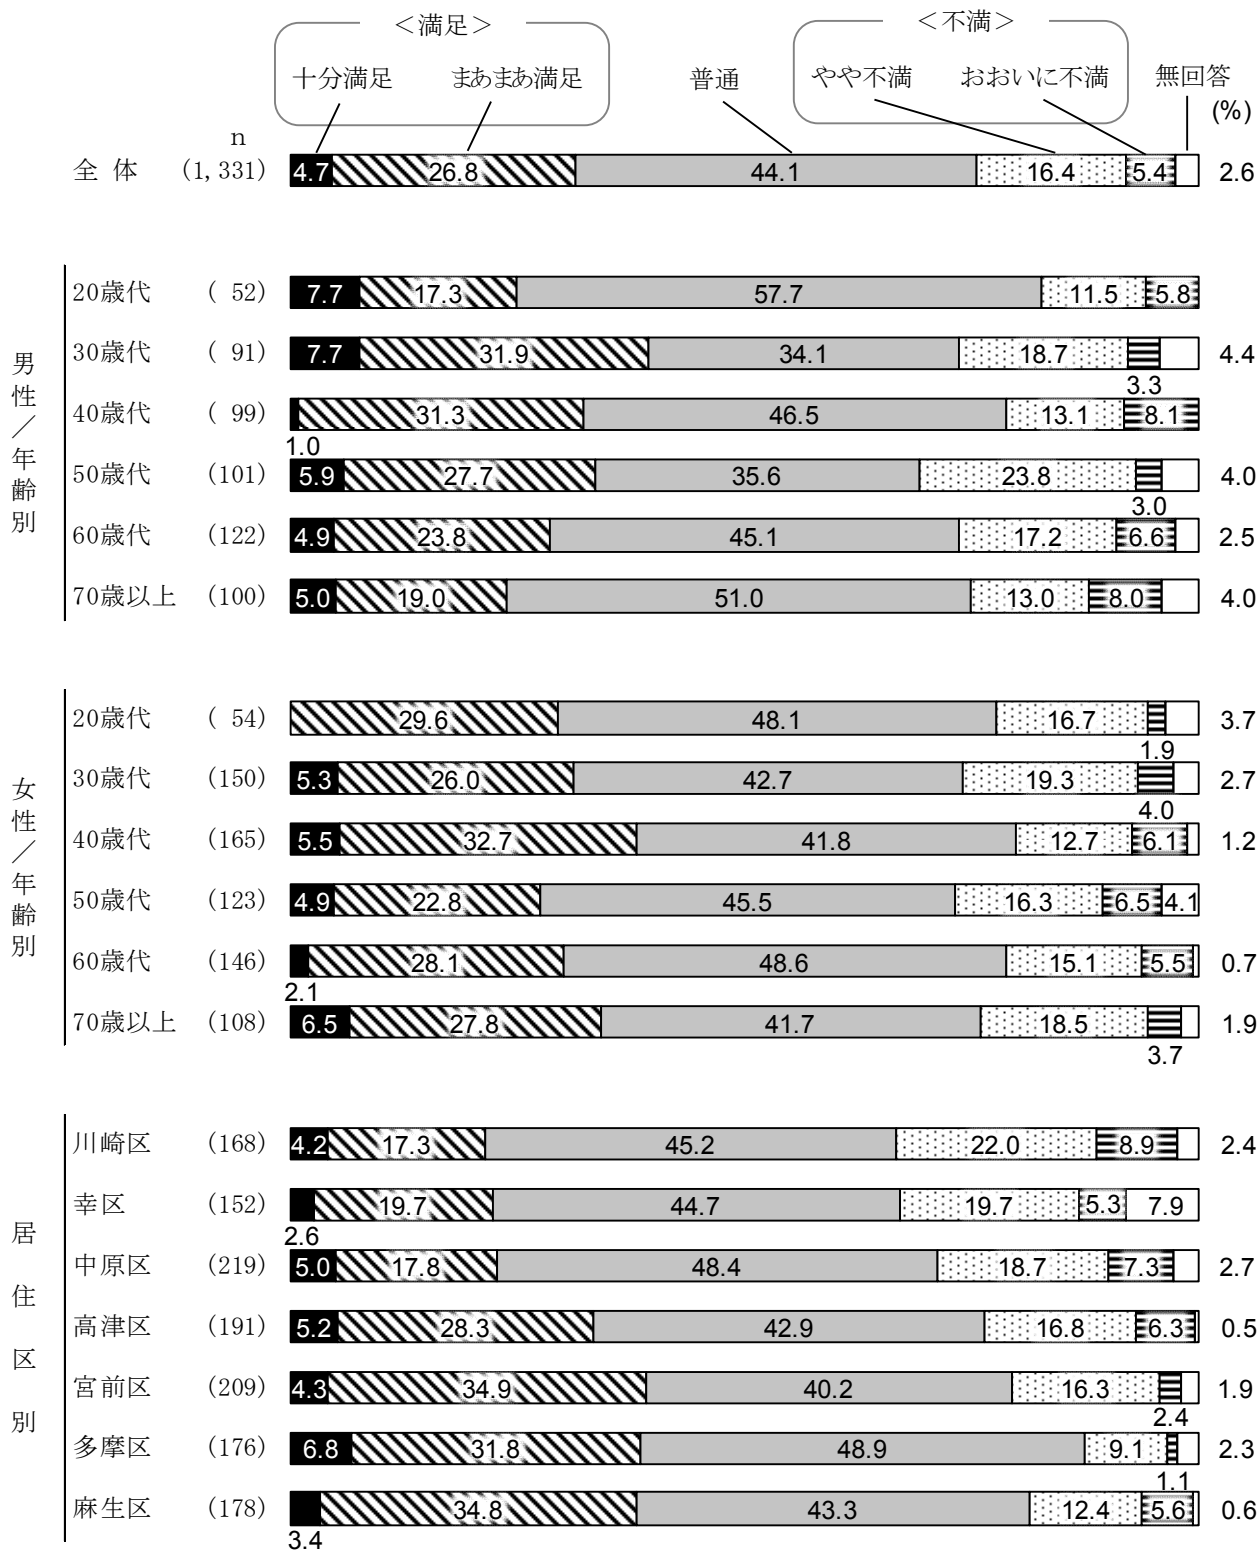 ＜満足＞ ＜不満＞
十分満足 まあまあ満足 普通 やや不満 おおいに不満 無回答
(%)
n
全 体 (1,331) 4.7 26.8 44.1 16.4 5.4 2.6
男性／年齢別
20歳代 ( 52) 7.7 17.3 57.7 11.5 5.8
30歳代 ( 91) 7.7 31.9 34.1 18.7 3.3 4.4
40歳代 ( 99) 1.0 31.3 46.5 13.1 8.1
50歳代 (101) 5.9 27.7 35.6 23.8 3.0 4.0
60歳代 (122) 4.9 23.8 45.1 17.2 6.6 2.5
70歳以上 (100) 5.0 19.0 51.0 13.0 8.0 4.0
女性／年齢別
20歳代 ( 54) 29.6 48.1 16.7 1.9 3.7
30歳代 (150) 5.3 26.0 42.7 19.3 4.0 2.7
40歳代 (165) 5.5 32.7 41.8 12.7 6.1 1.2
50歳代 (123) 4.9 22.8 45.5 16.3 6.5 4.1
60歳代 (146) 2.1 28.1 48.6 15.1 5.5 0.7
70歳以上 (108) 6.5 27.8 41.7 18.5 3.7 1.9
居住区別
川崎区 (168) 4.2 17.3 45.2 22.0 8.9 2.4
幸区 (152) 2.6 19.7 44.7 19.7 5.3 7.9
中原区 (219) 5.0 17.8 48.4 18.7 7.3 2.7
高津区 (191) 5.2 28.3 42.9 16.8 6.3 0.5
宮前区 (209) 4.3 34.9 40.2 16.3 2.4 1.9
多摩区 (176) 6.8 31.8 48.9 9.1 1.1 2.3
麻生区 (178) 3.4 34.8 43.3 12.4 5.6 0.6